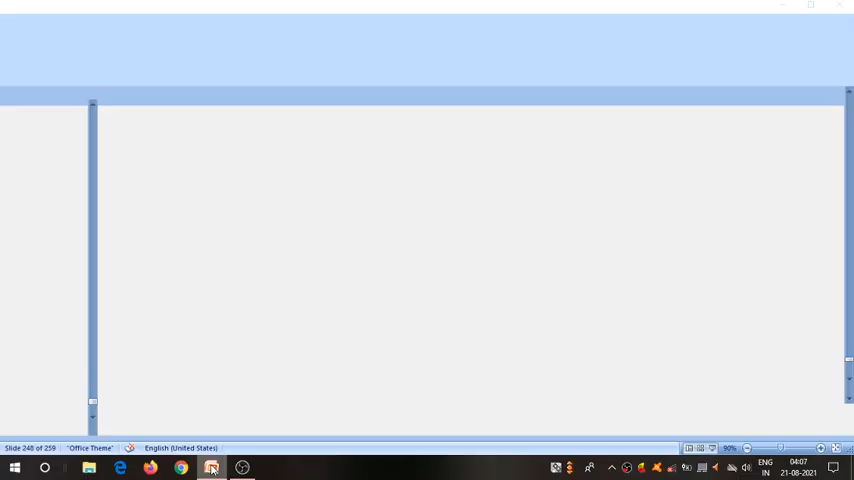 Slide 248 of 259 "Office Theme" English (United States) 90%
ENG 04:07
IN 21-08-2021